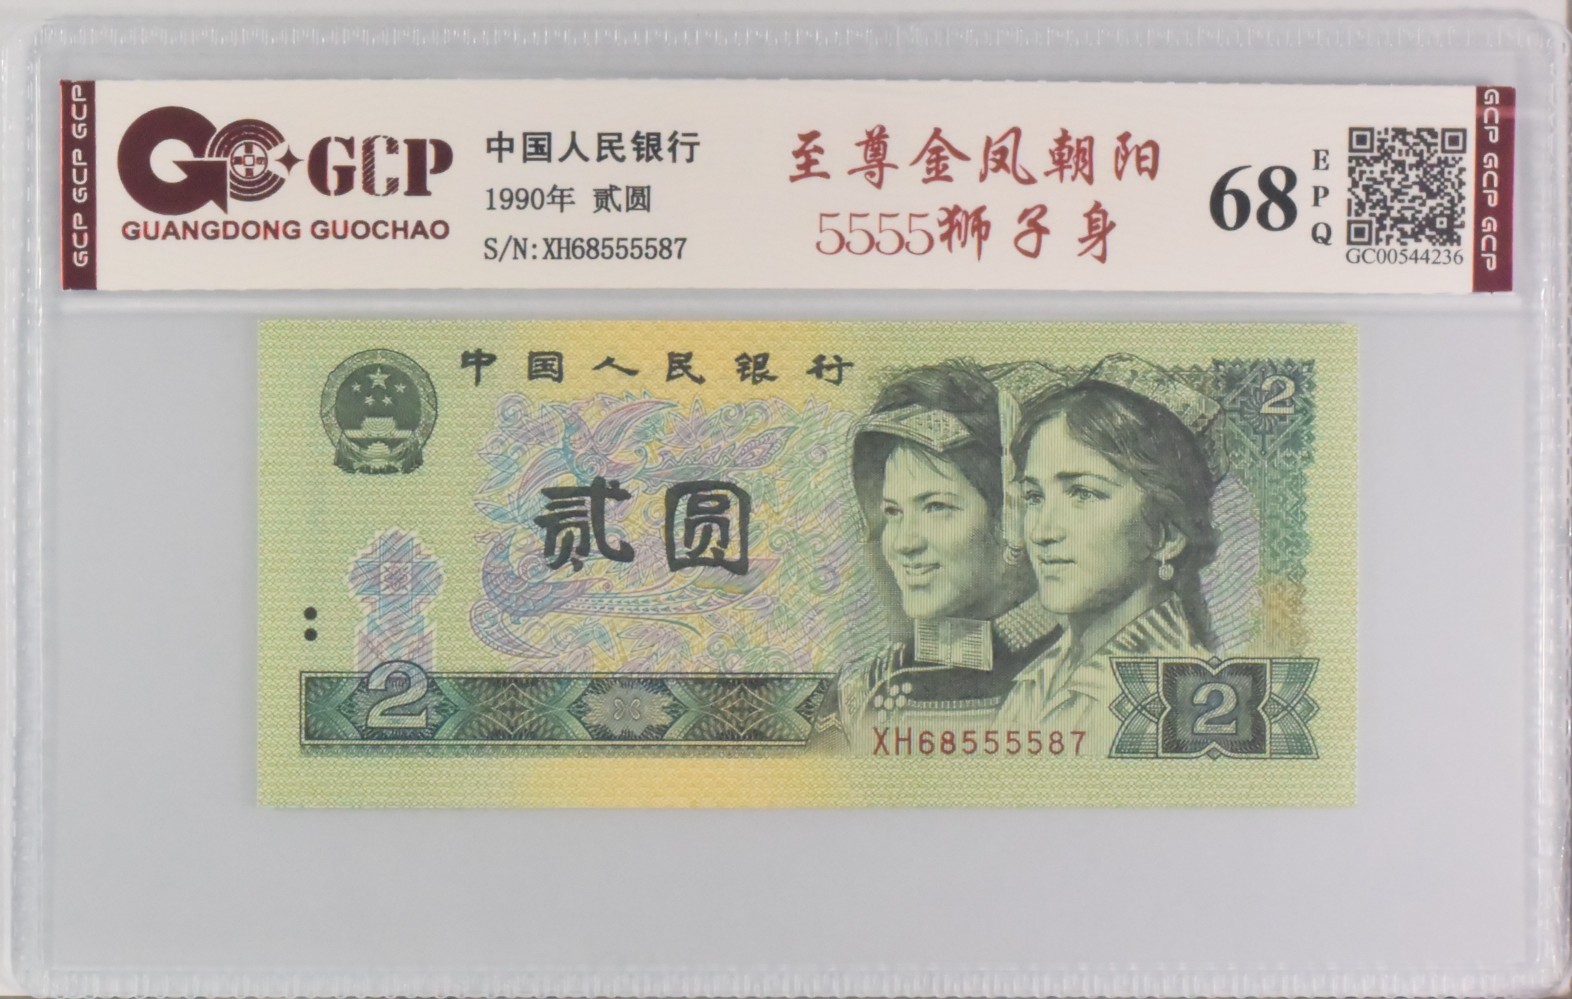 GCP GCP GCP
GCP
GUANGDONG GUOCHAO
中国人民银行
1990年 贰圆
S/N:XH68555587
至尊金凤朝阳
5555狮子身
68
EPQ
GC00544236
GCP GCP GCP
中国人民银行
2
贰圆
2
XH68555587
2